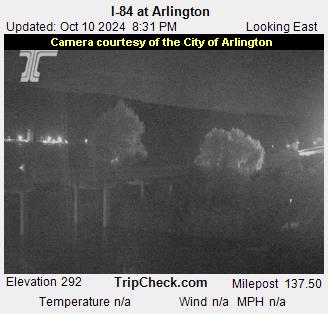 I-84 at Arlington
Updated: Oct 10 2024 8:31 PM Looking East
Camera courtesy of the City of Arlington
Elevation 292 TripCheck.com Milepost 137.50
Temperature n/a Wind n/a MPH n/a